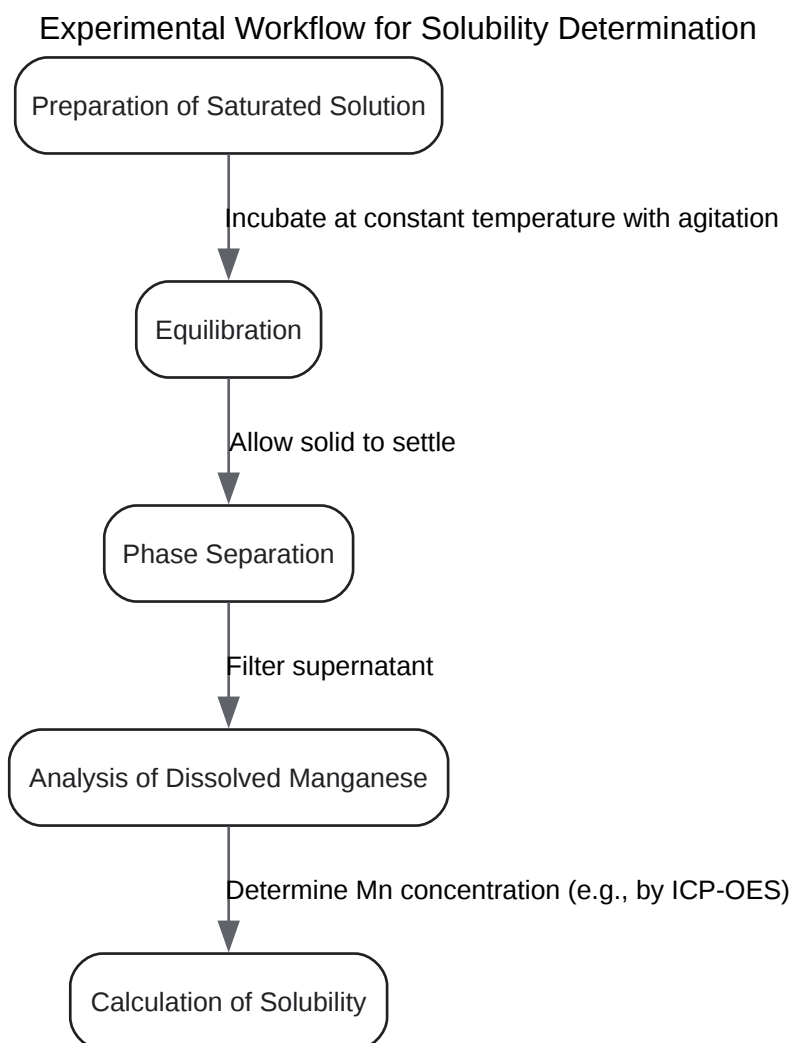 Experimental Workflow for Solubility Determination
Preparation of Saturated Solution
Incubate at constant temperature with agitation
Equilibration
Allow solid to settle
Phase Separation
Filter supernatant
Analysis of Dissolved Manganese
Determine Mn concentration (e.g., by ICP-OES)
Calculation of Solubility